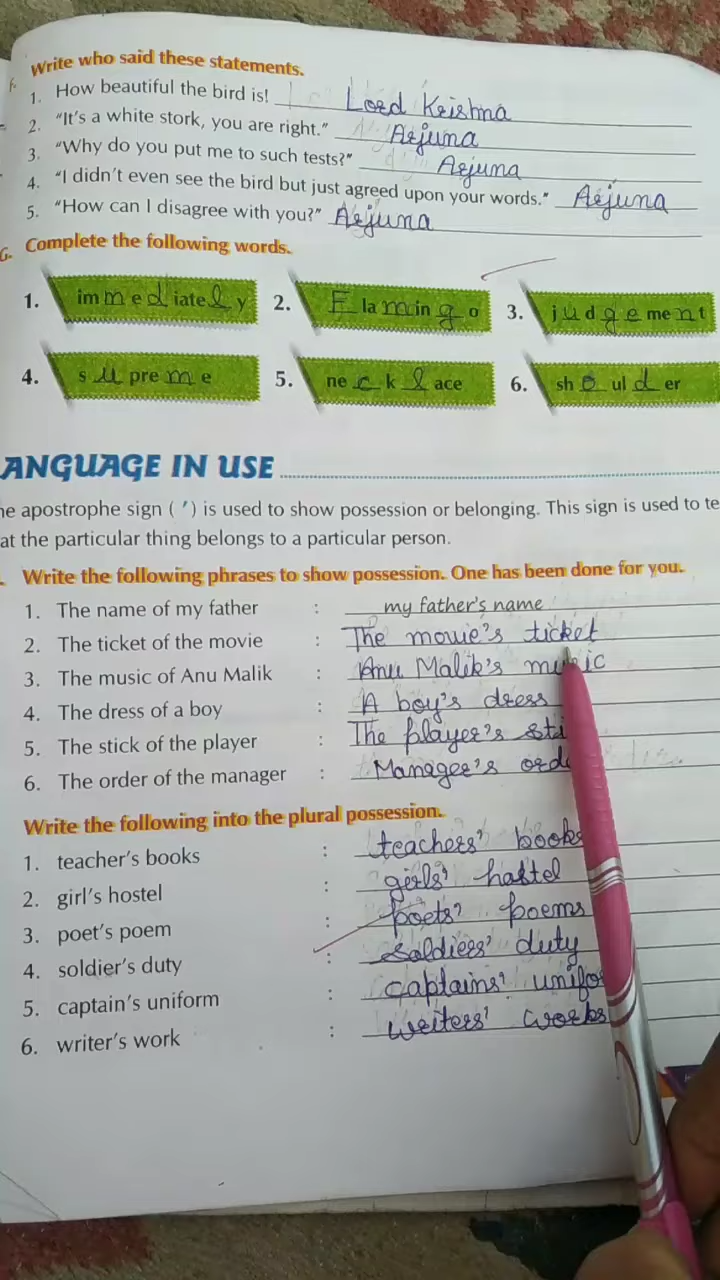 Write who said these statements.
1. How beautiful the bird is! Lord Krishna
2. "It's a white stork, you are right." Arjuna
3. "Why do you put me to such tests?" Arjuna
4. "I didn't even see the bird but just agreed upon your words." Arjuna
5. "How can I disagree with you?" Arjuna
G. Complete the following words.
1. immediately 2. Flamingo 3. judgement
4. supreme 5. necklace 6. shoulder
ANGUAGE IN USE
he apostrophe sign ( ' ) is used to show possession or belonging. This sign is used to te
at the particular thing belongs to a particular person.
Write the following phrases to show possession. One has been done for you.
1. The name of my father : my father's name
2. The ticket of the movie : The movie's ticket
3. The music of Anu Malik : Anu Malik's music
4. The dress of a boy : A boy's dress
5. The stick of the player : The player's sti
6. The order of the manager : Manager's ord
Write the following into the plural possession.
1. teacher's books : teachers' books
2. girl's hostel : girls' hastel
3. poet's poem : poets' poems
4. soldier's duty : soldiers' duty
5. captain's uniform : captains' unifo
6. writer's work : writers' works